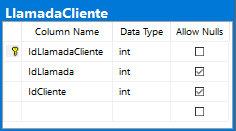 LlamadaCliente
Column Name Data Type Allow Nulls
IdLlamadaCliente int
IdLlamada int
IdCliente int